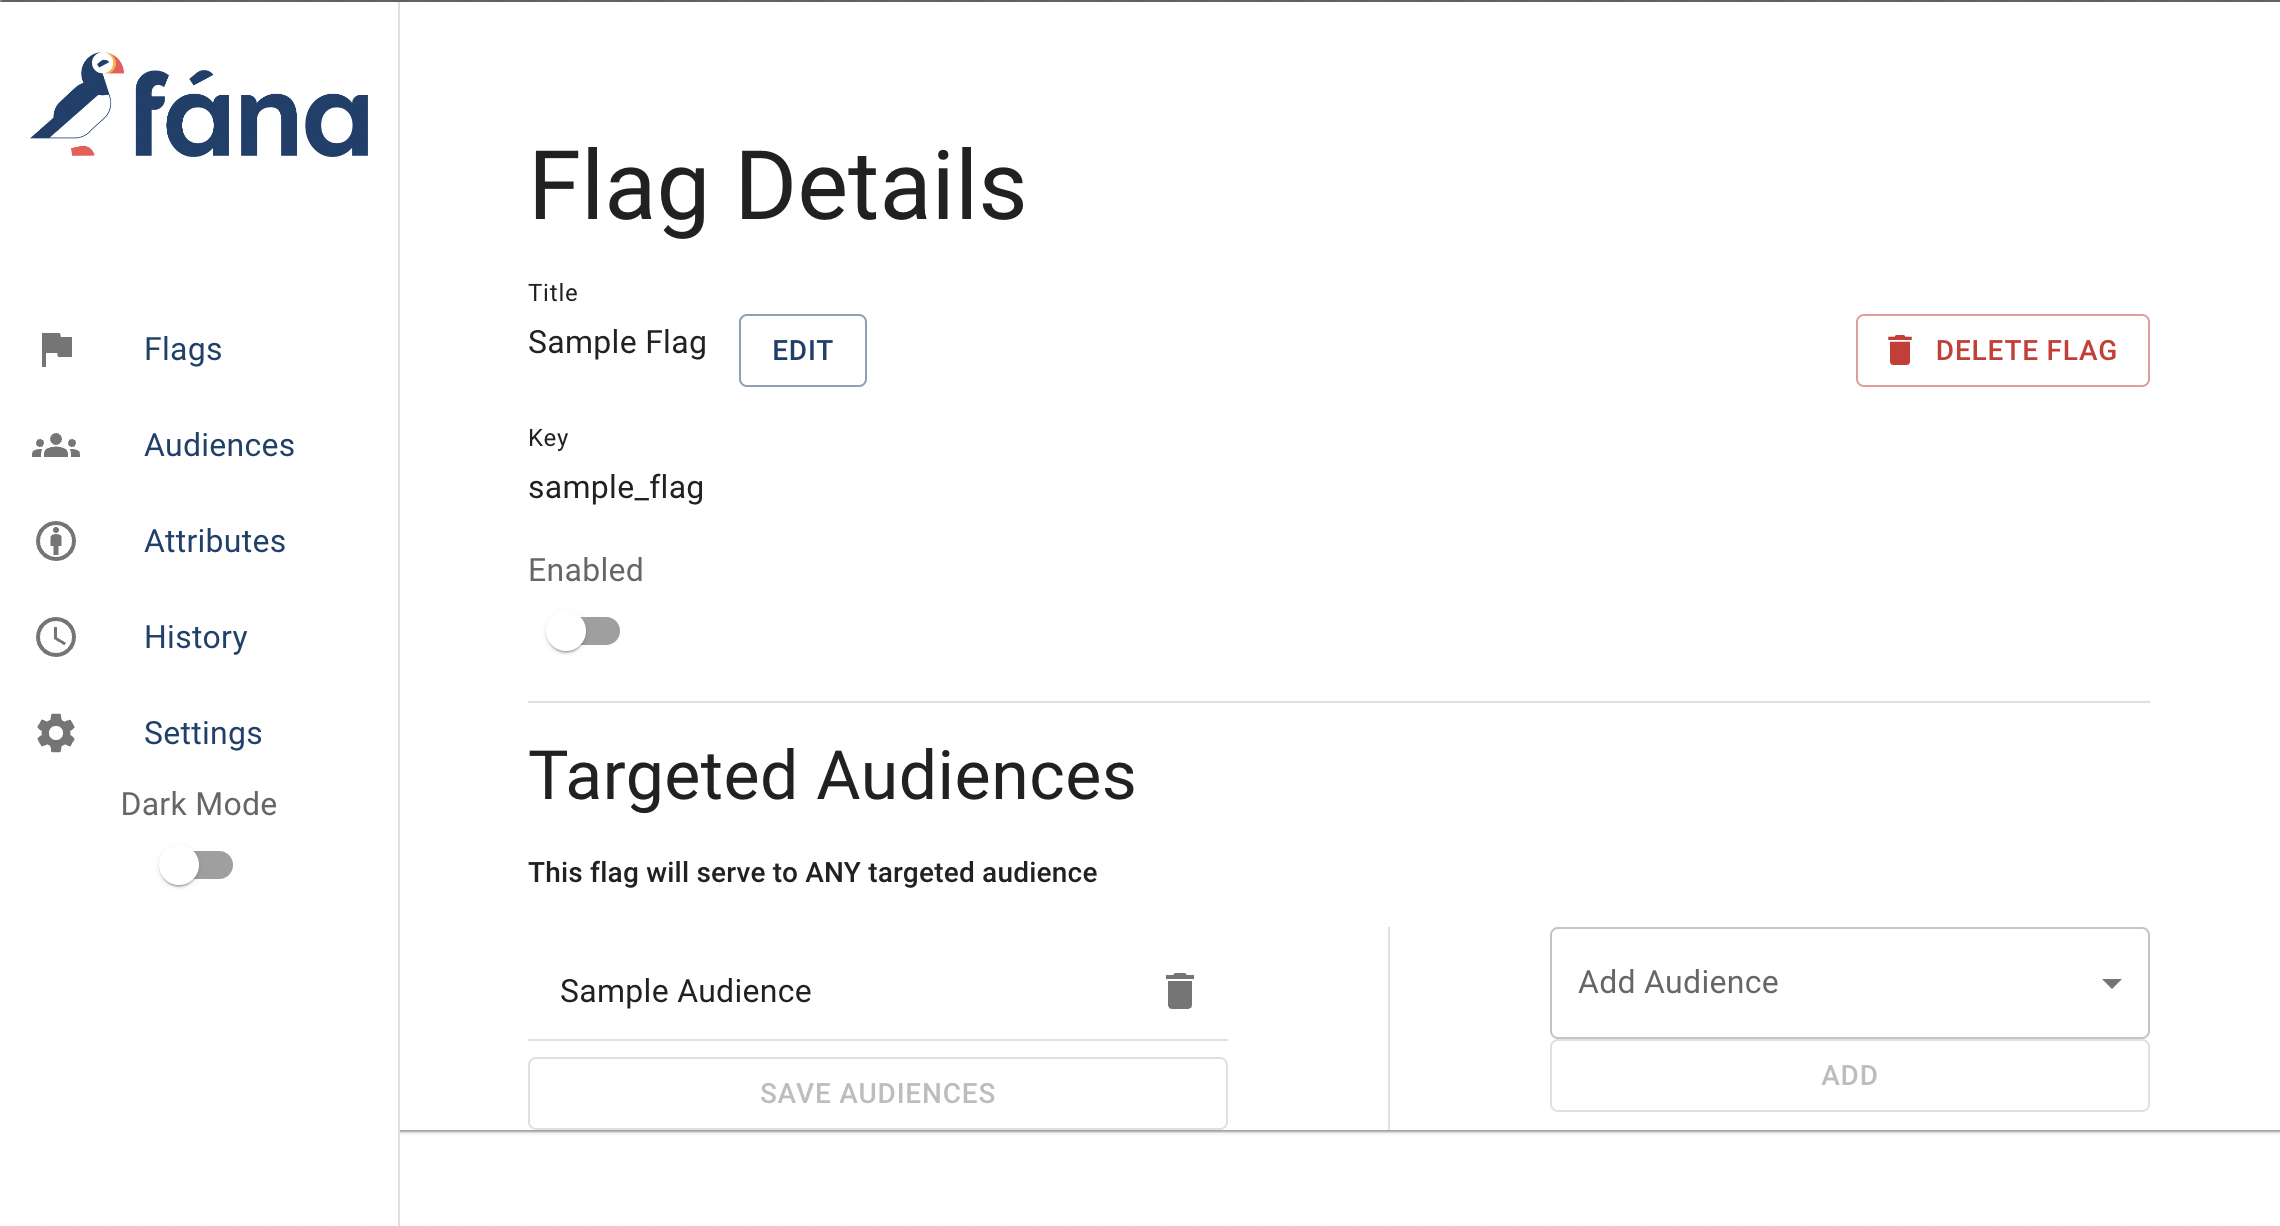 fána
Flags
Audiences
Attributes
History
Settings
Dark Mode
Flag Details
Title
Sample Flag
EDIT
DELETE FLAG
Key
sample_flag
Enabled
Targeted Audiences
This flag will serve to ANY targeted audience
Sample Audience
SAVE AUDIENCES
Add Audience
ADD